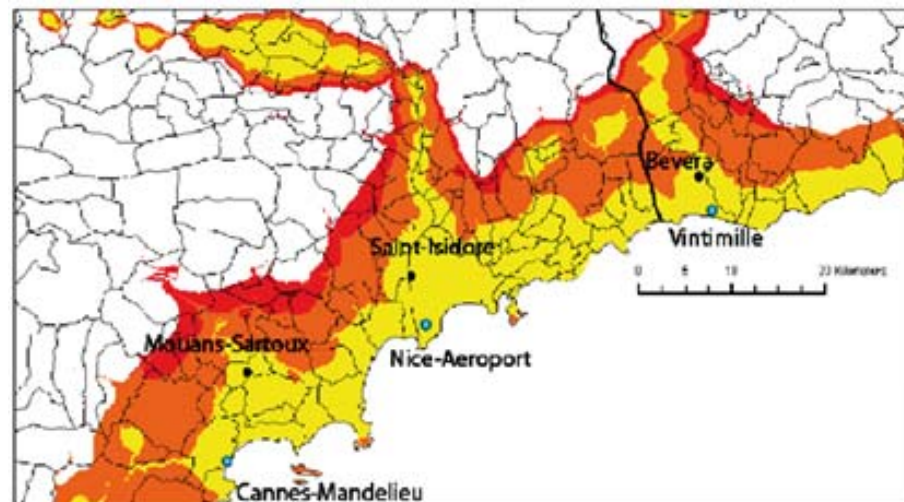 Bevera
Vintimille
Saint-Isidore
0 5 10 20 Kilometers
Mouans-Sartoux
Nice-Aeroport
Cannes-Mandelieu